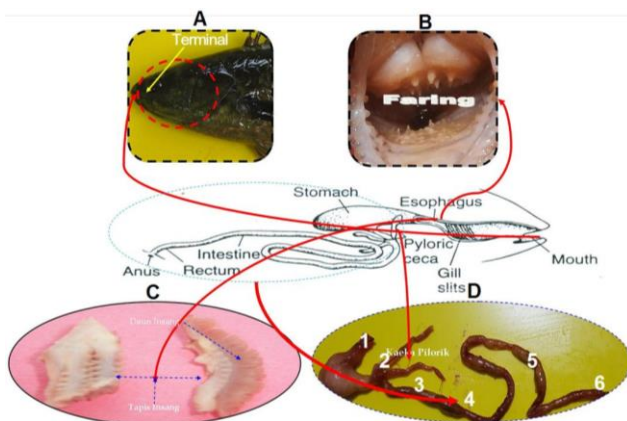 A
B
Terminal
Faring
Stomach
Esophagus
Intestine
Pyloric
ceca
Anus
Rectum
Gill
slits
Mouth
C
D
Daun Insang
Tapis Insang
Kaeka Pilorik
1
2
3
4
5
6